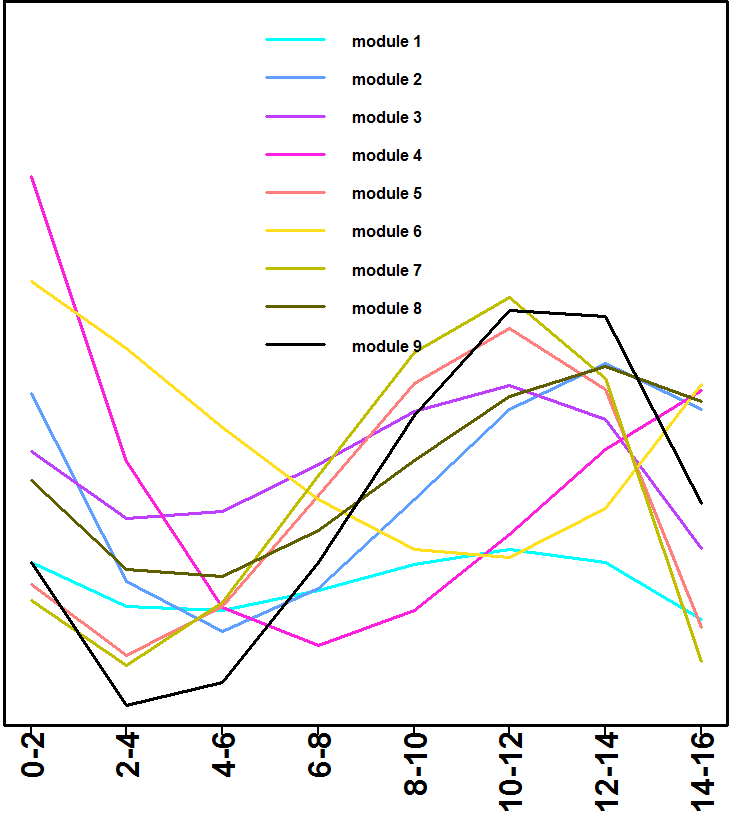 module 1
module 2
module 3
module 4
module 5
module 6
module 7
module 8
module 9
0-2
2-4
4-6
6-8
8-10
10-12
12-14
14-16